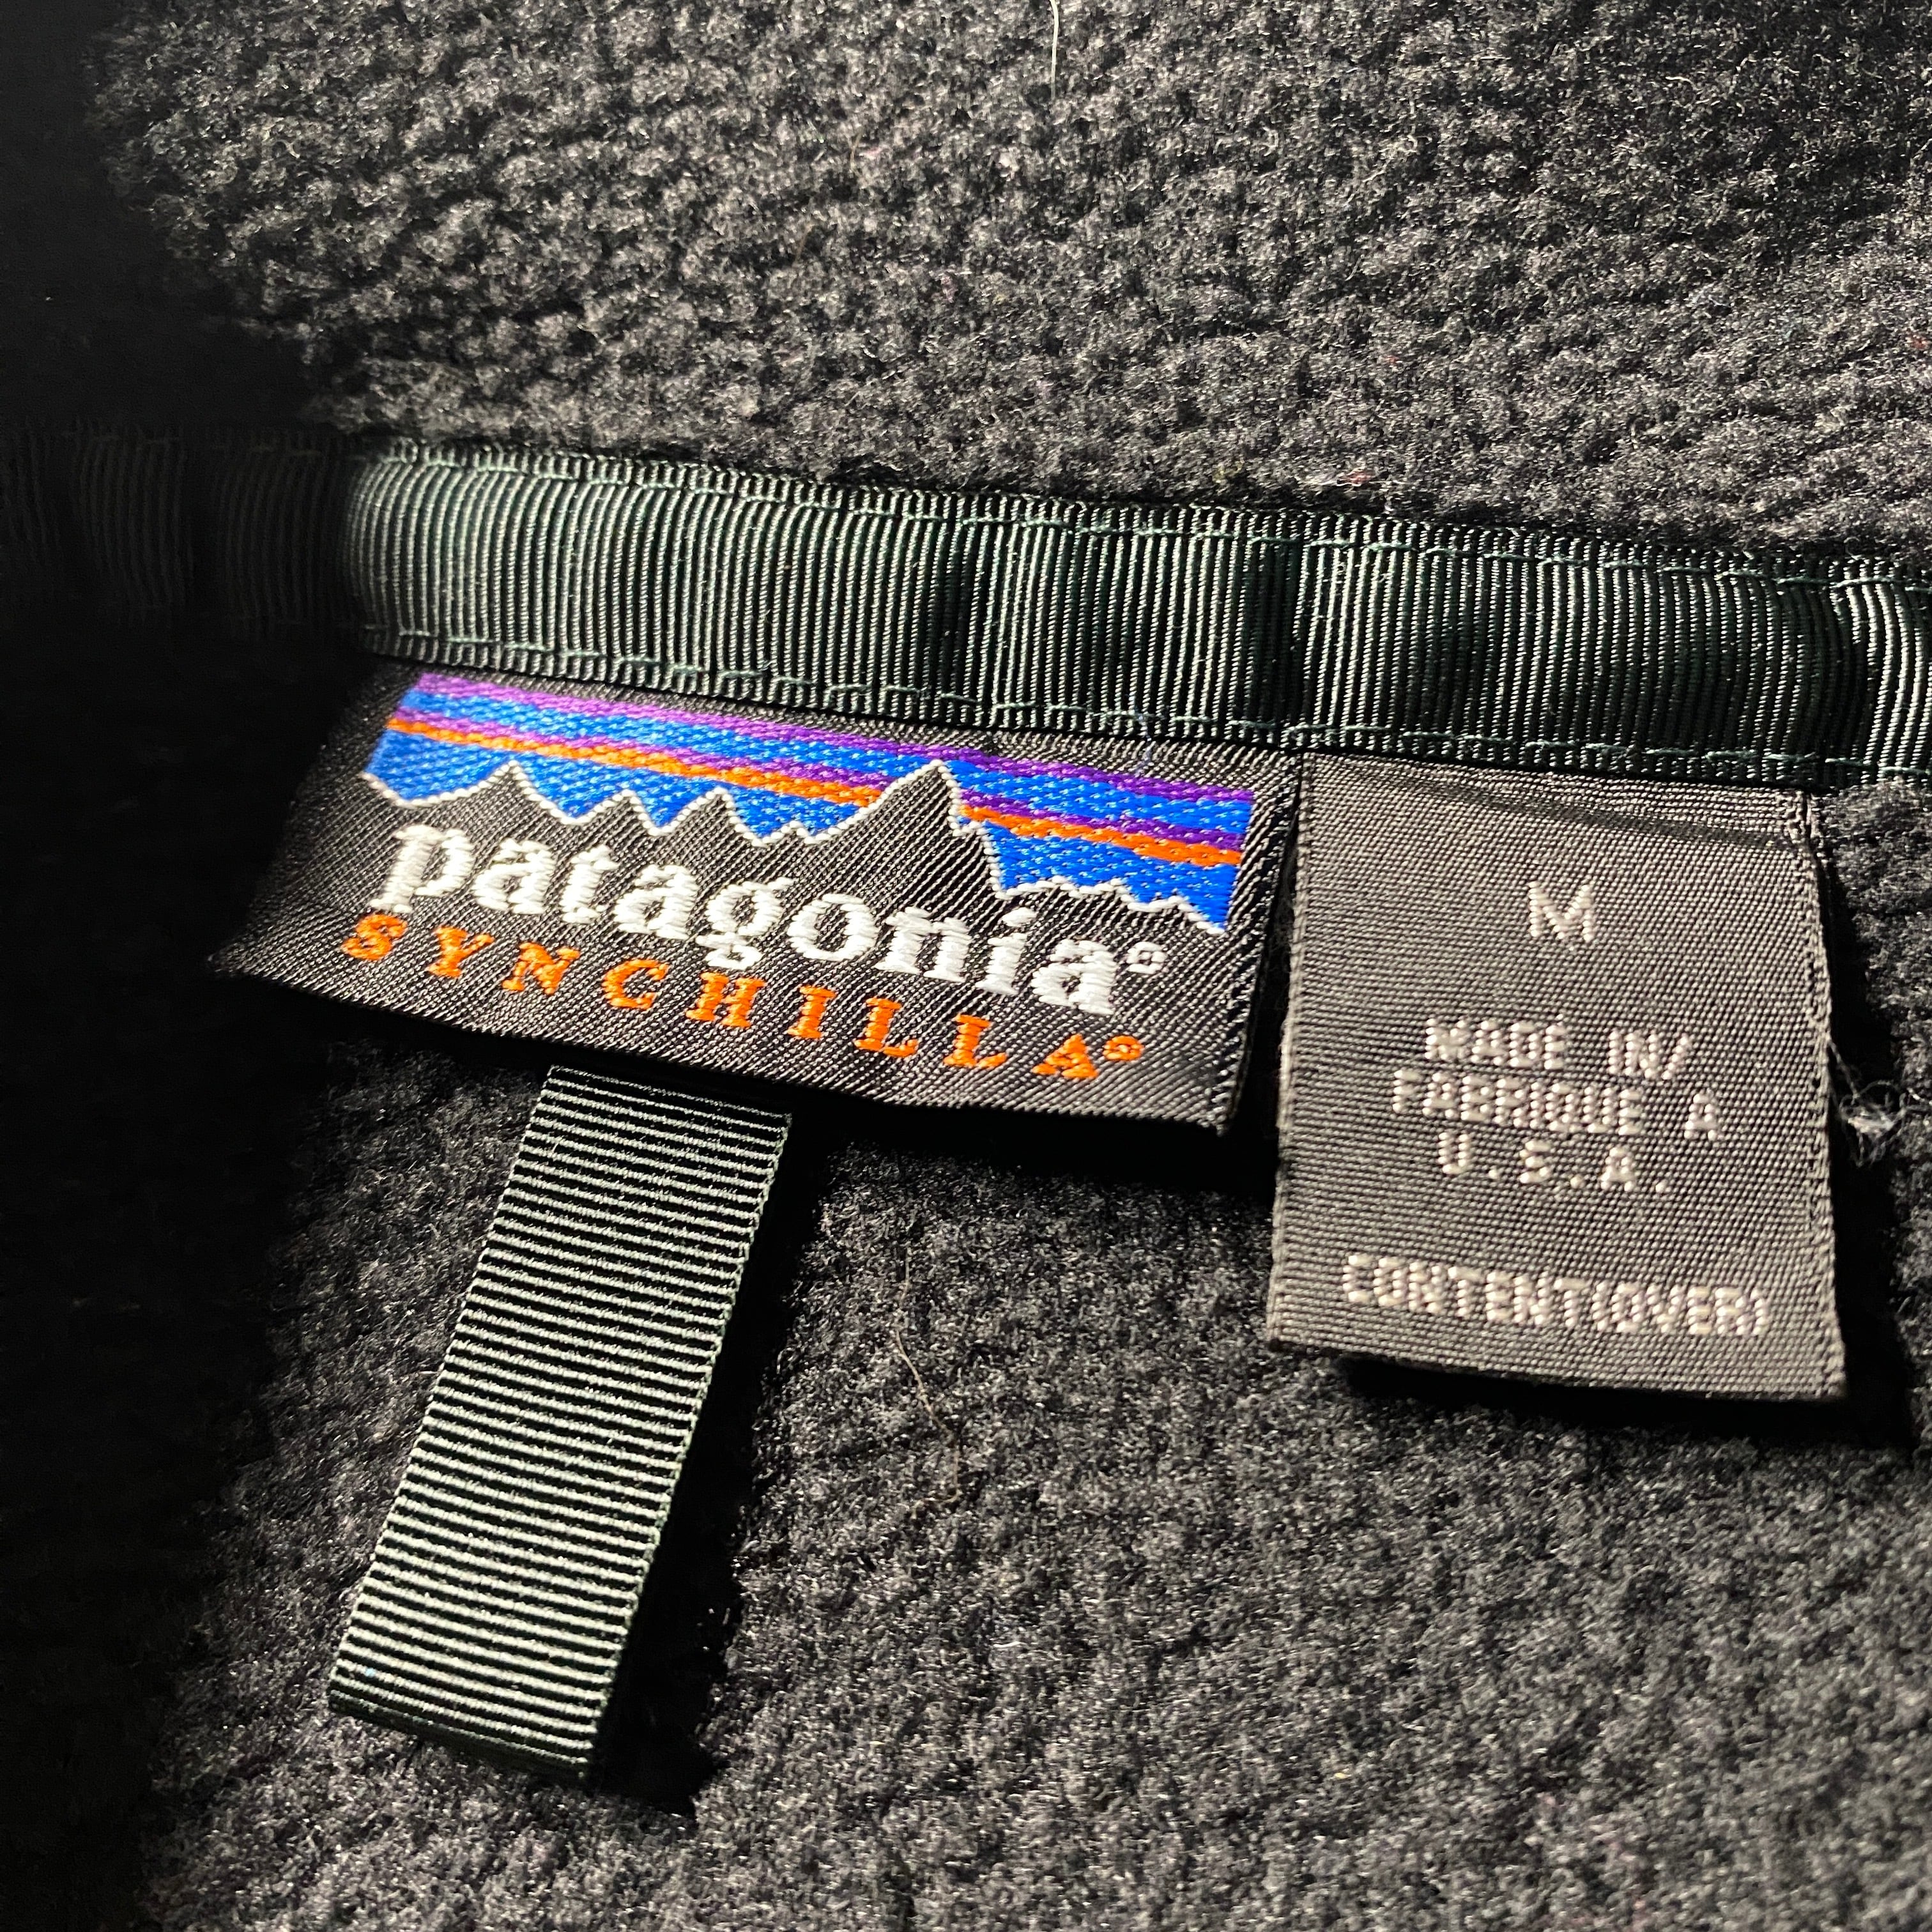 patagonia®
SYNCHILLA®
M
MADE IN/
FABRIQUE A
U.S.A.
CONTENT(OVER)